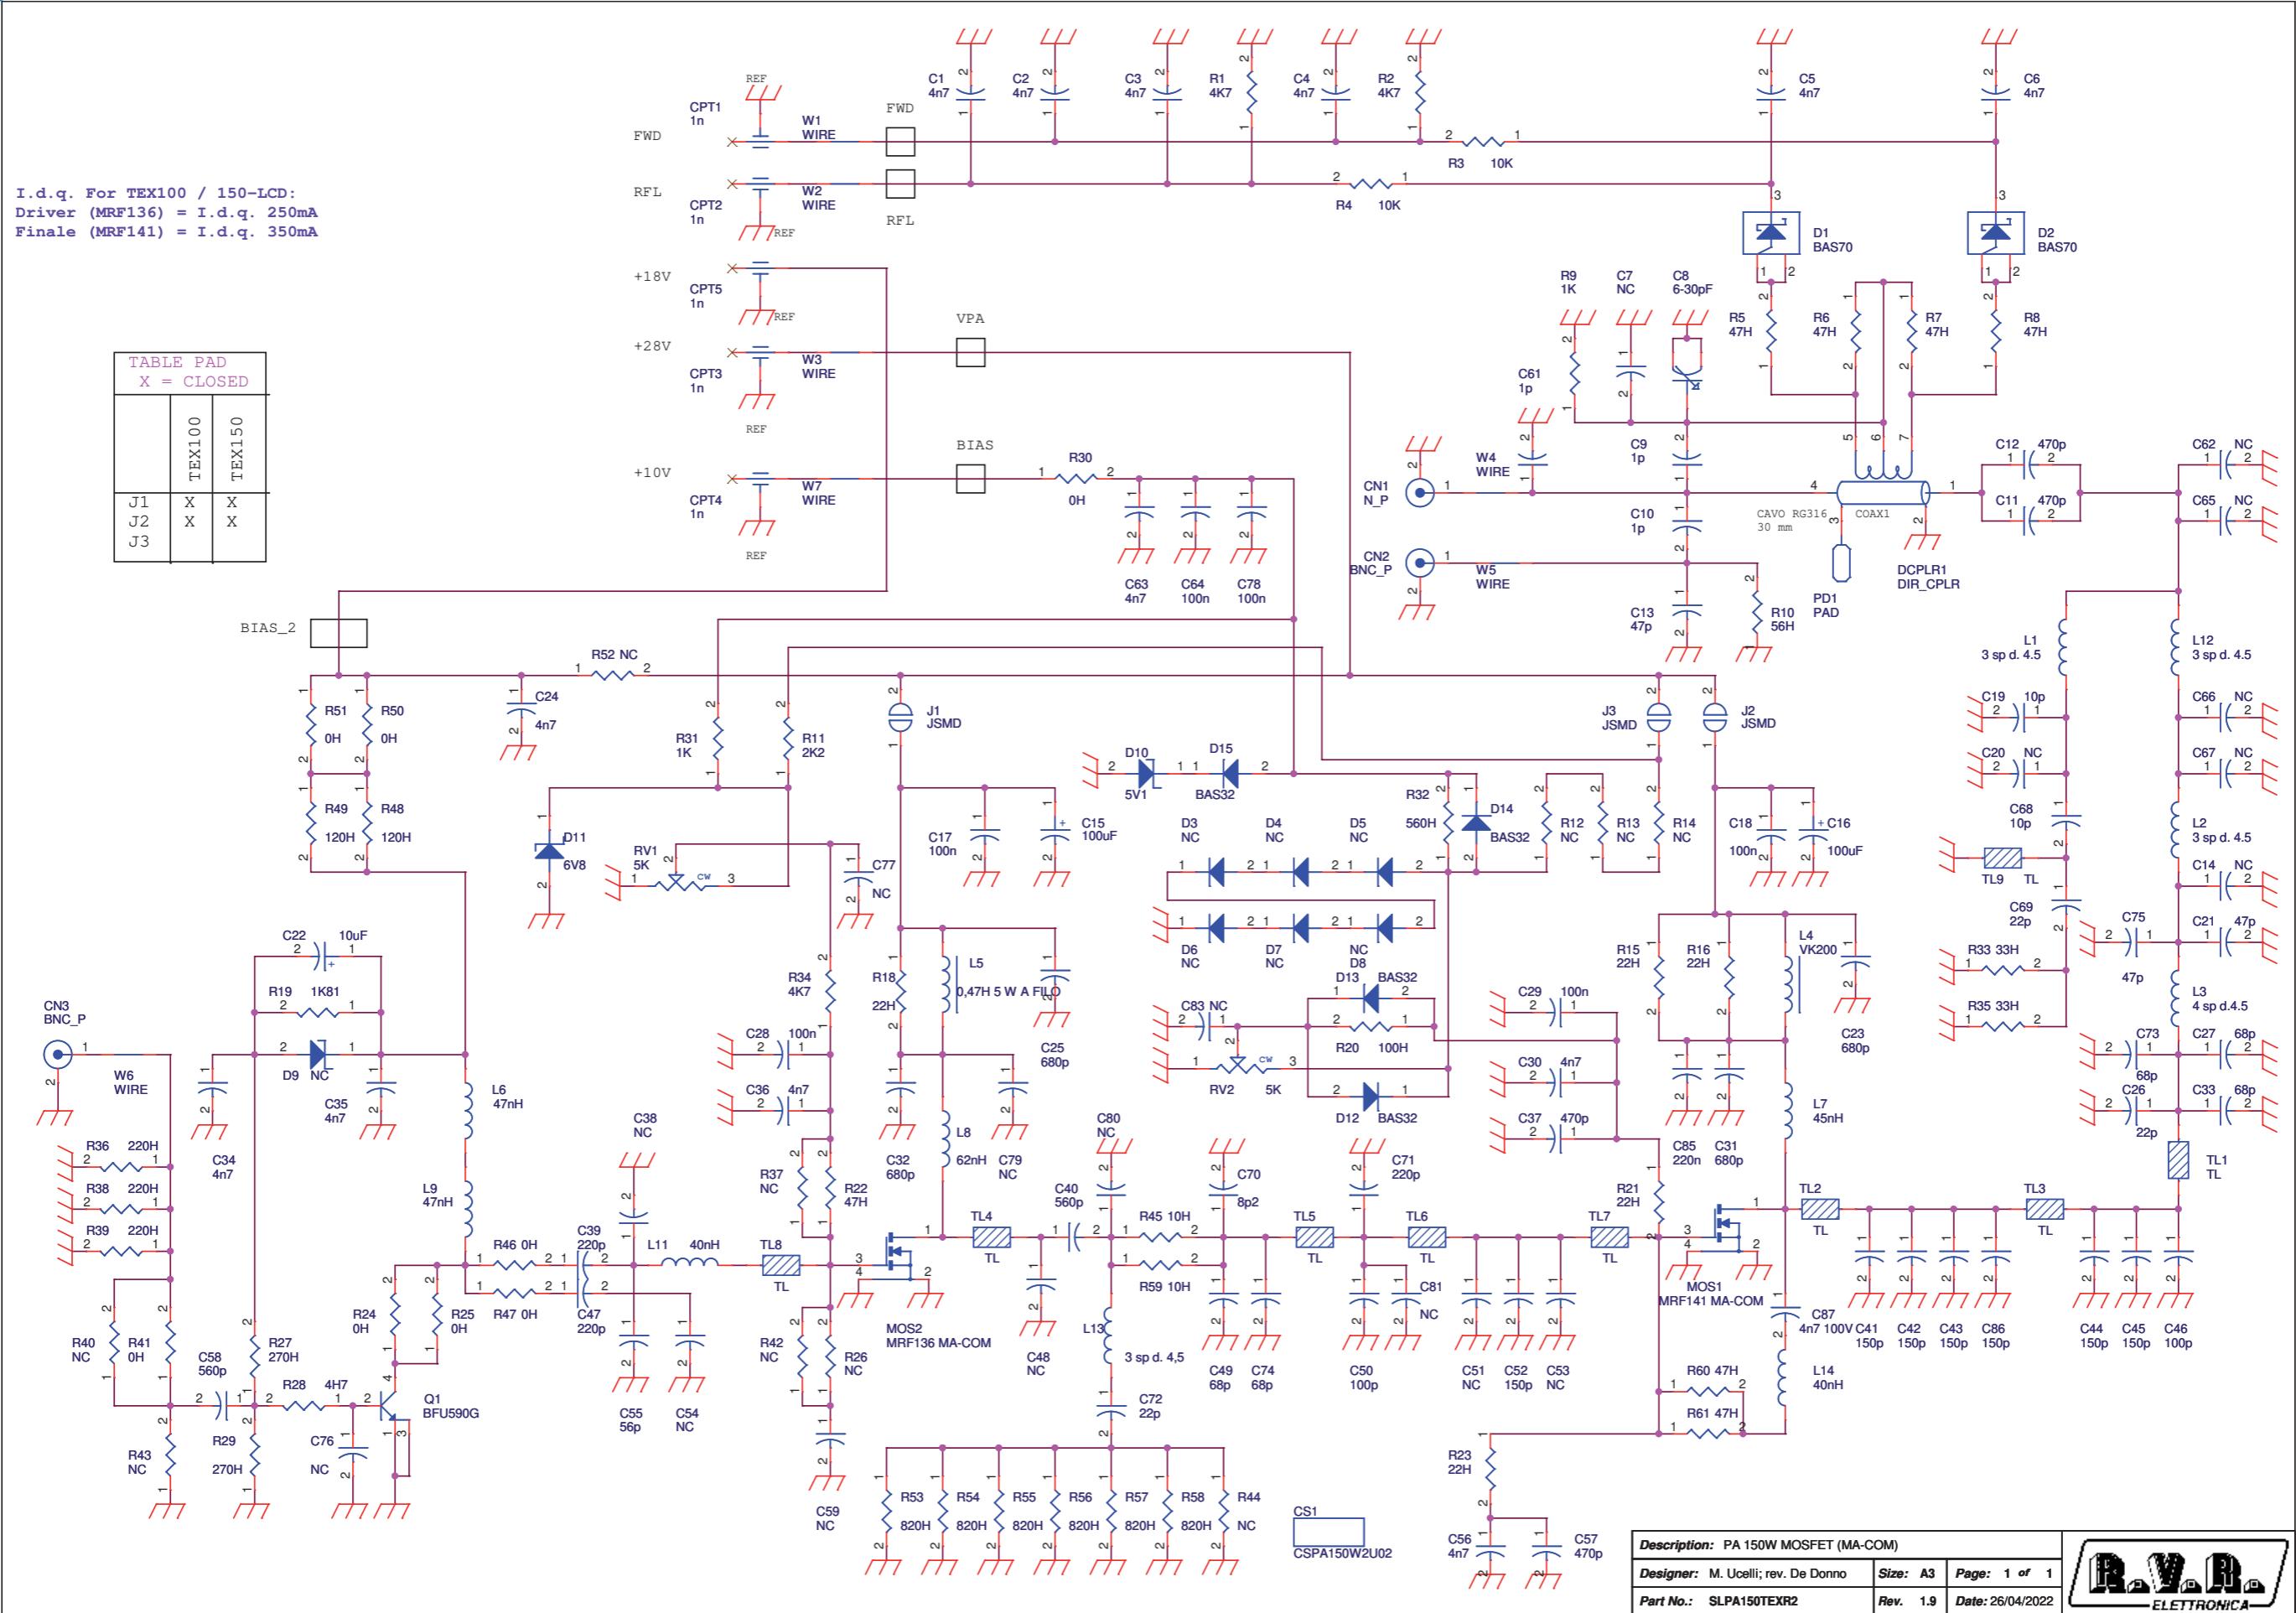 I.d.q. For TEX100 / 150-LCD:
Driver (MRF136) = I.d.q. 250mA
Finale (MRF141) = I.d.q. 350mA
TABLE PAD
X = CLOSED
TEX100 TEX150
J1 X X
J2 X X
J3
FWD
CPT1
1n
REF
W1
WIRE
FWD
RFL
CPT2
1n
REF
W2
WIRE
RFL
+18V
CPT5
1n
REF
+28V
CPT3
1n
REF
W3
WIRE
VPA
+10V
CPT4
1n
REF
W7
WIRE
BIAS
R30
0H
C1
4n7
C2
4n7
C3
4n7
R1
4K7
C4
4n7
R2
4K7
C5
4n7
C6
4n7
R3 10K
R4 10K
D1
BAS70
D2
BAS70
R5
47H
R6
47H
R7
47H
R8
47H
R9
1K
C7
NC
C8
6-30pF
C61
1p
C9
1p
C10
1p
CN1
N_P
W4
WIRE
CN2
BNC_P
W5
WIRE
C13
47p
R10
56H
CAVO RG316
30 mm
COAX1
PD1
PAD
DCPLR1
DIR_CPLR
C12 470p
C11 470p
C62 NC
C65 NC
C63
4n7
C64
100n
C78
100n
BIAS_2
R52 NC
R51
0H
R50
0H
C24
4n7
R49
120H
R48
120H
R31
1K
R11
2K2
J1
JSMD
J3
JSMD
J2
JSMD
L1
3 sp d. 4.5
L12
3 sp d. 4.5
C19 10p
C20 NC
C66 NC
C67 NC
C68
10p
L2
3 sp d. 4.5
TL9 TL
C69
22p
C14 NC
C75
47p
C21 47p
R33 33H
R35 33H
L3
4 sp d.4.5
C73
68p
C27 68p
C26
22p
C33 68p
TL1
TL
D11
6V8
RV1
5K
cw
C77
NC
C17
100n
C15
100uF
D10
5V1
D15
BAS32
R32
560H
D14
BAS32
R12
NC
R13
NC
R14
NC
C18
100n
C16
100uF
D3
NC
D4
NC
D5
NC
D6
NC
D7
NC
NC
D8
D13 BAS32
R20 100H
C83 NC
RV2 5K
cw
D12 BAS32
C29 100n
C30 4n7
C37 470p
R15
22H
R16
22H
L4
VK200
C23
680p
C85
220n
C31
680p
L7
45nH
C22 10uF
R19 1K81
D9 NC
C34
4n7
C35
4n7
CN3
BNC_P
W6
WIRE
L6
47nH
L9
47nH
R36 220H
R38 220H
R39 220H
R40
NC
R41
0H
C58
560p
R27
270H
R28 4H7
R29
270H
R43
NC
C76
NC
Q1
BFU590G
R24
0H
R25
0H
R46 0H
R47 0H
C39
220p
C47
220p
C38
NC
L11 40nH
C55
56p
C54
NC
TL8
TL
R34
4K7
C28 100n
C36 4n7
R37
NC
R22
47H
R42
NC
R26
NC
C59
NC
R18
22H
L5
0,47H 5 W A FILO
C25
680p
C32
680p
L8
62nH
C79
NC
MOS2
MRF136 MA-COM
TL4
TL
C40
560p
C48
NC
C80
NC
R45 10H
R59 10H
L13
3 sp d. 4,5
C72
22p
C70
8p2
C49
68p
C74
68p
TL5
TL
C71
220p
C50
100p
C81
NC
TL6
TL
C51
NC
C52
150p
C53
NC
TL7
TL
R21
22H
MOS1
MRF141 MA-COM
TL2
TL
C87
4n7 100V
L14
40nH
R60 47H
R61 47H
R23
22H
C56
4n7
C57
470p
C41
150p
C42
150p
C43
150p
C86
150p
TL3
TL
C44
150p
C45
150p
C46
100p
R53
820H
R54
820H
R55
820H
R56
820H
R57
820H
R58
820H
R44
NC
CS1
CSPA150W2U02
Description: PA 150W MOSFET (MA-COM)
Designer: M. Ucelli; rev. De Donno Size: A3 Page: 1 of 1
Part No.: SLPA150TEXR2 Rev. 1.9 Date: 26/04/2022
R.V.R.
ELETTRONICA